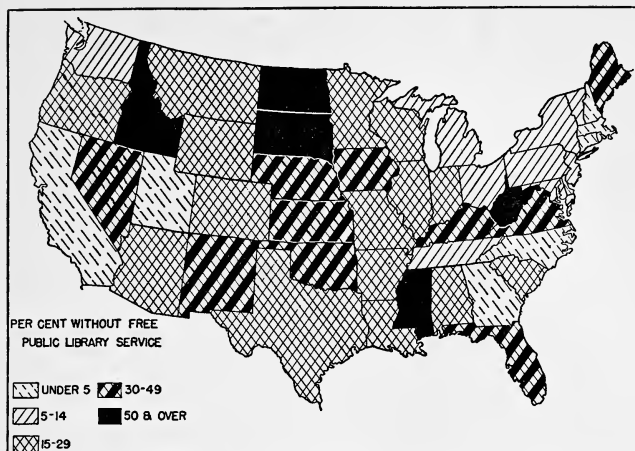 PER CENT WITHOUT FREE
PUBLIC LIBRARY SERVICE
UNDER 5
30-49
5-14
50 & OVER
15-29